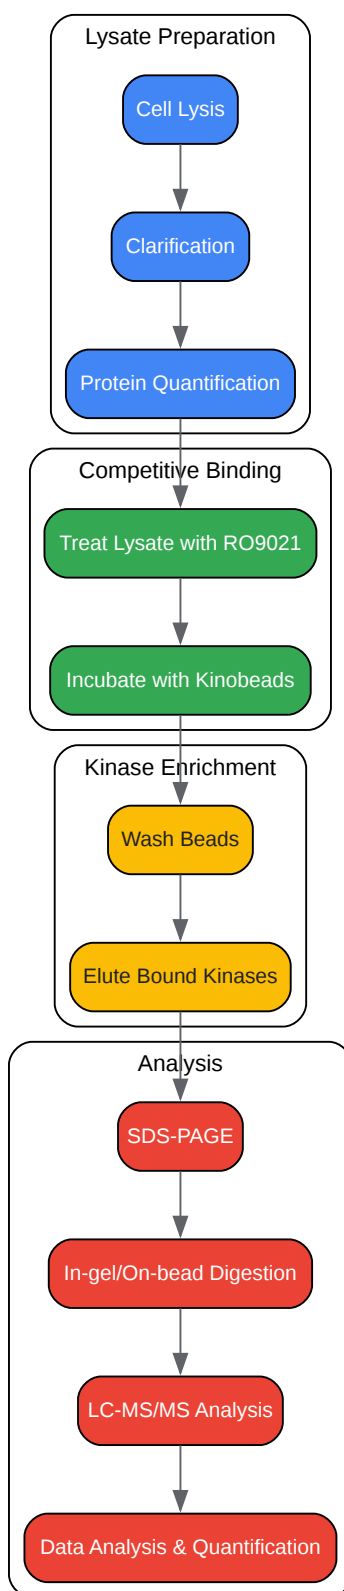 Lysate Preparation
Cell Lysis
Clarification
Protein Quantification
Competitive Binding
Treat Lysate with RO9021
Incubate with Kinobeads
Kinase Enrichment
Wash Beads
Elute Bound Kinases
Analysis
SDS-PAGE
In-gel/On-bead Digestion
LC-MS/MS Analysis
Data Analysis & Quantification